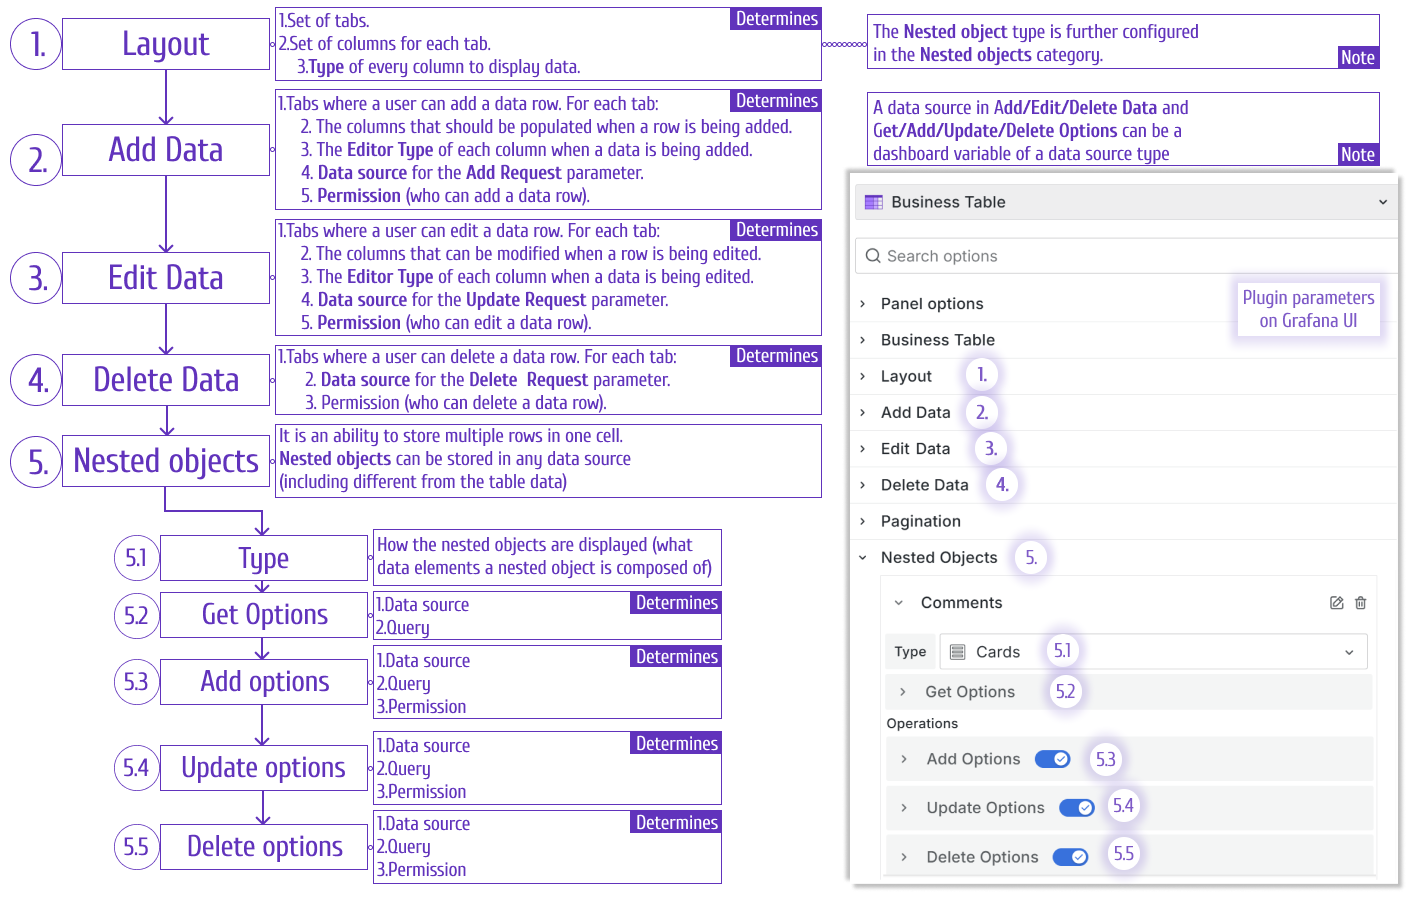 1.
Layout
Determines
1.Set of tabs.
2.Set of columns for each tab.
3.Type of every column to display data.
The Nested object type is further configured
in the Nested objects category.
Note
2.
Add Data
Determines
1.Tabs where a user can add a data row. For each tab:
2. The columns that should be populated when a row is being added.
3. The Editor Type of each column when a data is being added.
4. Data source for the Add Request parameter.
5. Permission (who can add a data row).
A data source in Add/Edit/Delete Data and
Get/Add/Update/Delete Options can be a
dashboard variable of a data source type
Note
3.
Edit Data
Determines
1.Tabs where a user can edit a data row. For each tab:
2. The columns that can be modified when a row is being edited.
3. The Editor Type of each column when a data is being edited.
4. Data source for the Update Request parameter.
5. Permission (who can edit a data row).
4.
Delete Data
Determines
1.Tabs where a user can delete a data row. For each tab:
2. Data source for the Delete Request parameter.
3. Permission (who can delete a data row).
5.
Nested objects
It is an ability to store multiple rows in one cell.
Nested objects can be stored in any data source
(including different from the table data)
5.1
Type
How the nested objects are displayed (what
data elements a nested object is composed of)
5.2
Get Options
Determines
1.Data source
2.Query
5.3
Add options
Determines
1.Data source
2.Query
3.Permission
5.4
Update options
Determines
1.Data source
2.Query
3.Permission
5.5
Delete options
Determines
1.Data source
2.Query
3.Permission
Business Table
Search options
Plugin parameters
on Grafana UI
Panel options
Business Table
Layout 1.
Add Data 2.
Edit Data 3.
Delete Data 4.
Pagination
Nested Objects 5.
Comments
Type Cards 5.1
Get Options 5.2
Operations
Add Options 5.3
Update Options 5.4
Delete Options 5.5